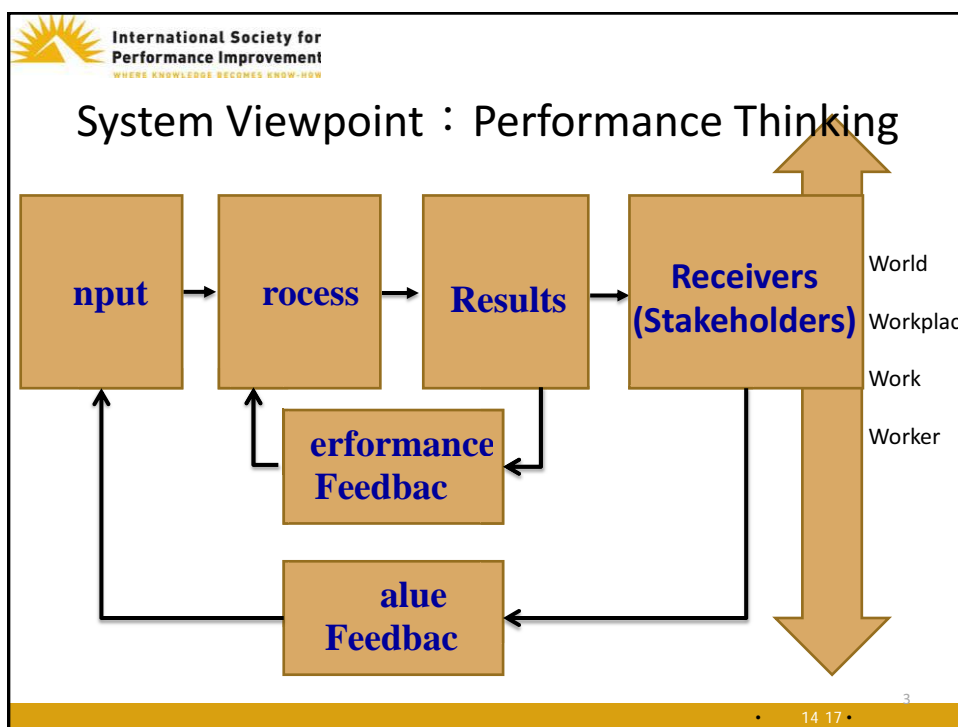 International Society for
Performance Improvement
WHERE KNOWLEDGE BECOMES KNOW-HOW
System Viewpoint：Performance Thinking
nput
rocess
Results
Receivers
(Stakeholders)
World
Workplac
Work
Worker
erformance
Feedbac
alue
Feedbac
3
• 14 17 •